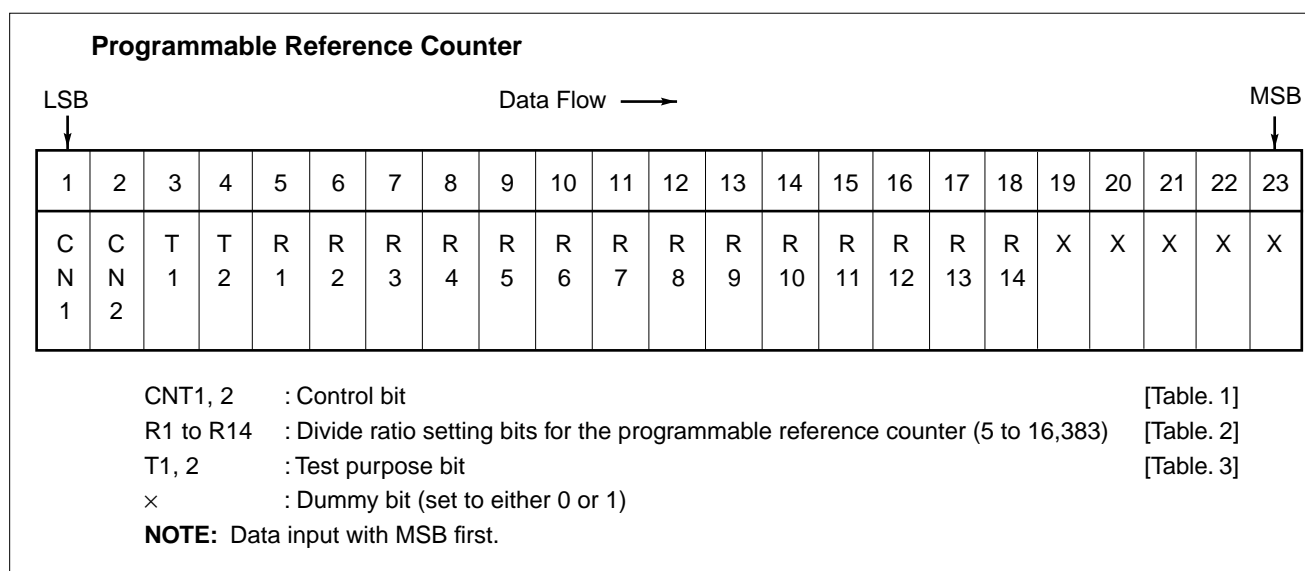 Programmable Reference Counter
LSB Data Flow MSB
1 2 3 4 5 6 7 8 9 10 11 12 13 14 15 16 17 18 19 20 21 22 23
C C T T R R R R R R R R R R R R R R X X X X X
N N 1 2 1 2 3 4 5 6 7 8 9 10 11 12 13 14
1 2
CNT1, 2 : Control bit [Table. 1]
R1 to R14 : Divide ratio setting bits for the programmable reference counter (5 to 16,383) [Table. 2]
T1, 2 : Test purpose bit [Table. 3]
× : Dummy bit (set to either 0 or 1)
NOTE: Data input with MSB first.